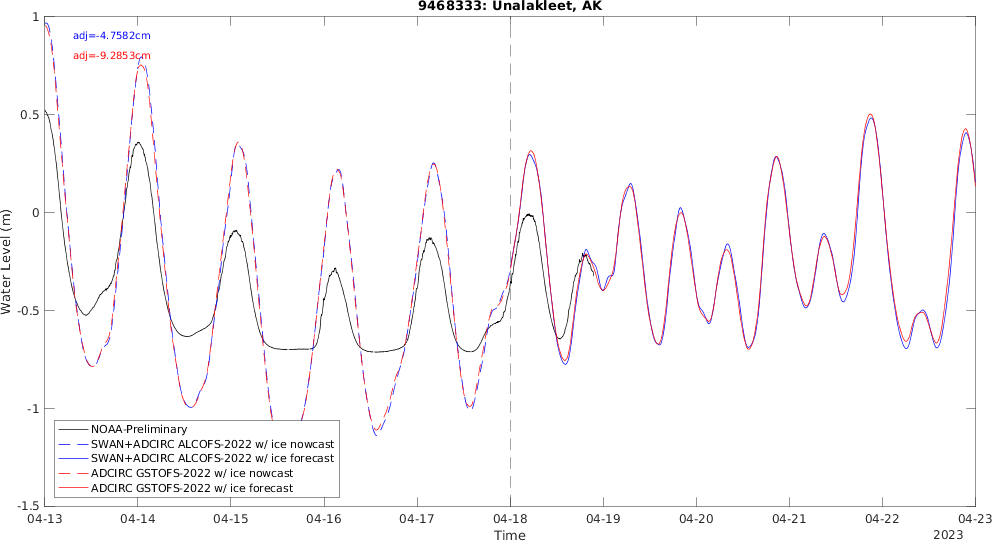 9468333: Unalakleet, AK
adj=-4.7582cm
adj=-9.2853cm
Water Level (m)
1
0.5
0
-0.5
-1
-1.5
NOAA-Preliminary
SWAN+ADCIRC ALCOFS-2022 w/ ice nowcast
SWAN+ADCIRC ALCOFS-2022 w/ ice forecast
ADCIRC GSTOFS-2022 w/ ice nowcast
ADCIRC GSTOFS-2022 w/ ice forecast
04-13 04-14 04-15 04-16 04-17 04-18 04-19 04-20 04-21 04-22 04-23
Time
2023